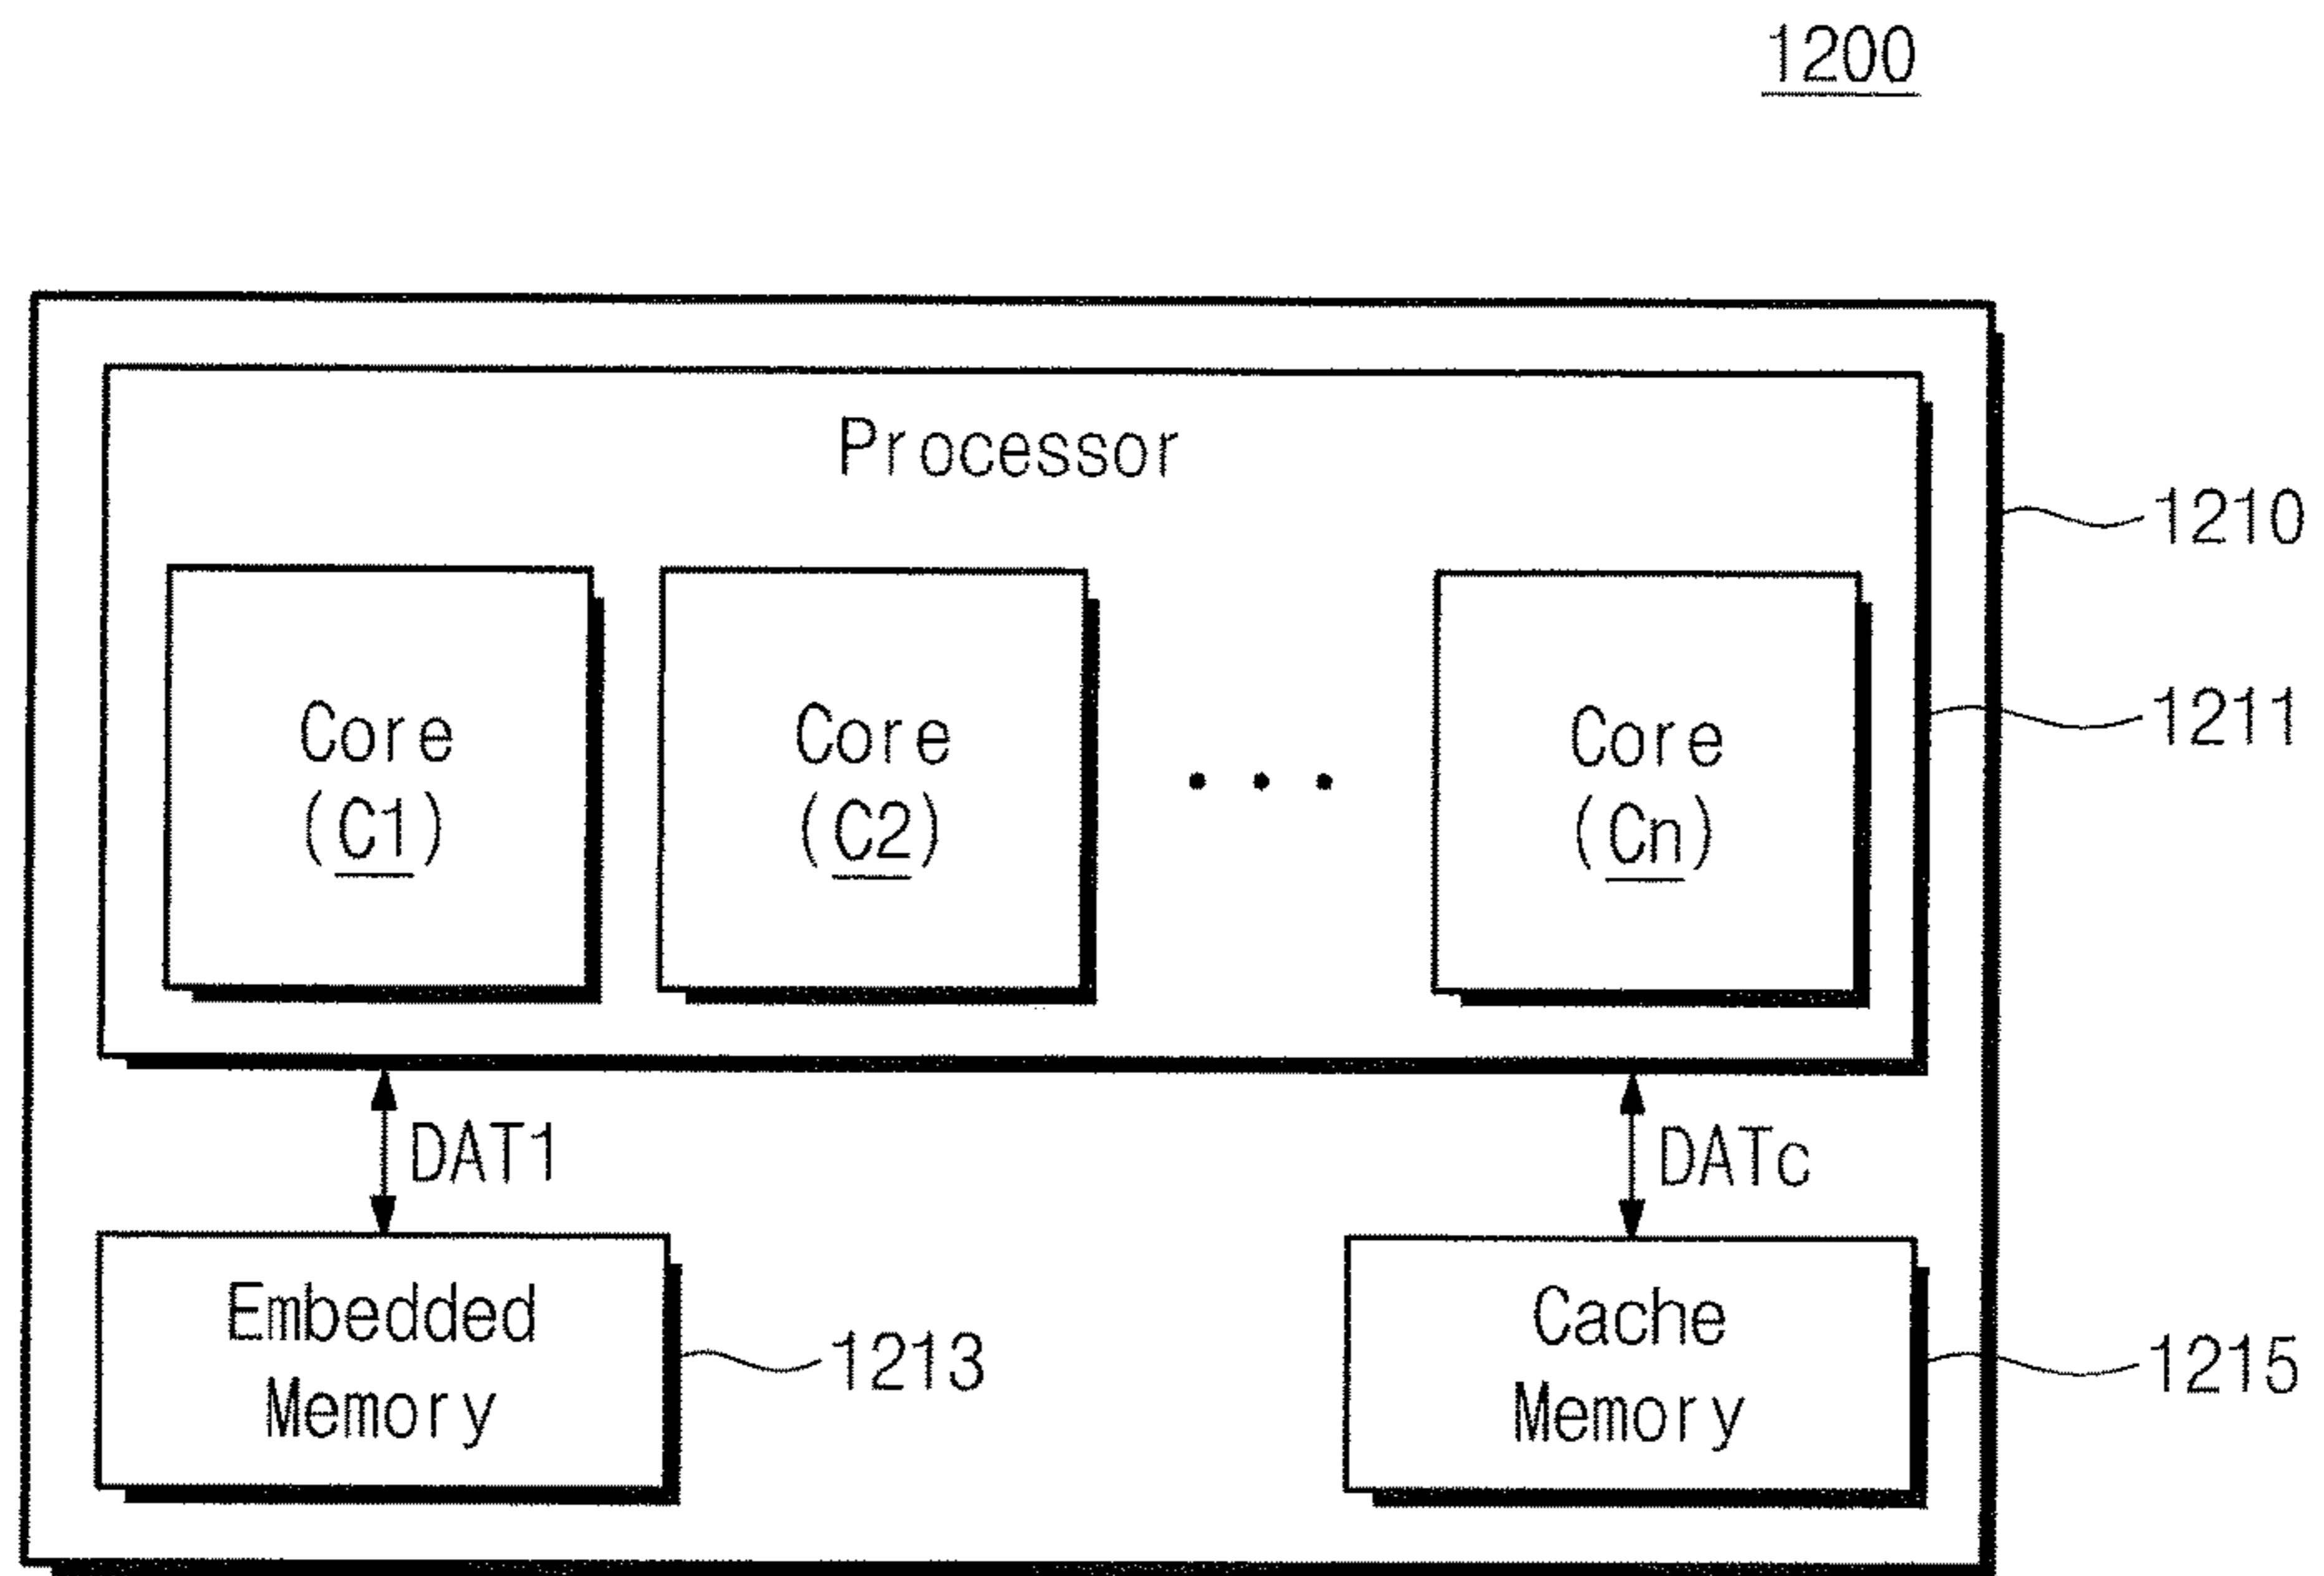 1200
Processor
1210
Core
(C1)
Core
(C2)
Core
(Cn)
1211
DAT1
DATc
Embedded
Memory
1213
Cache
Memory
1215